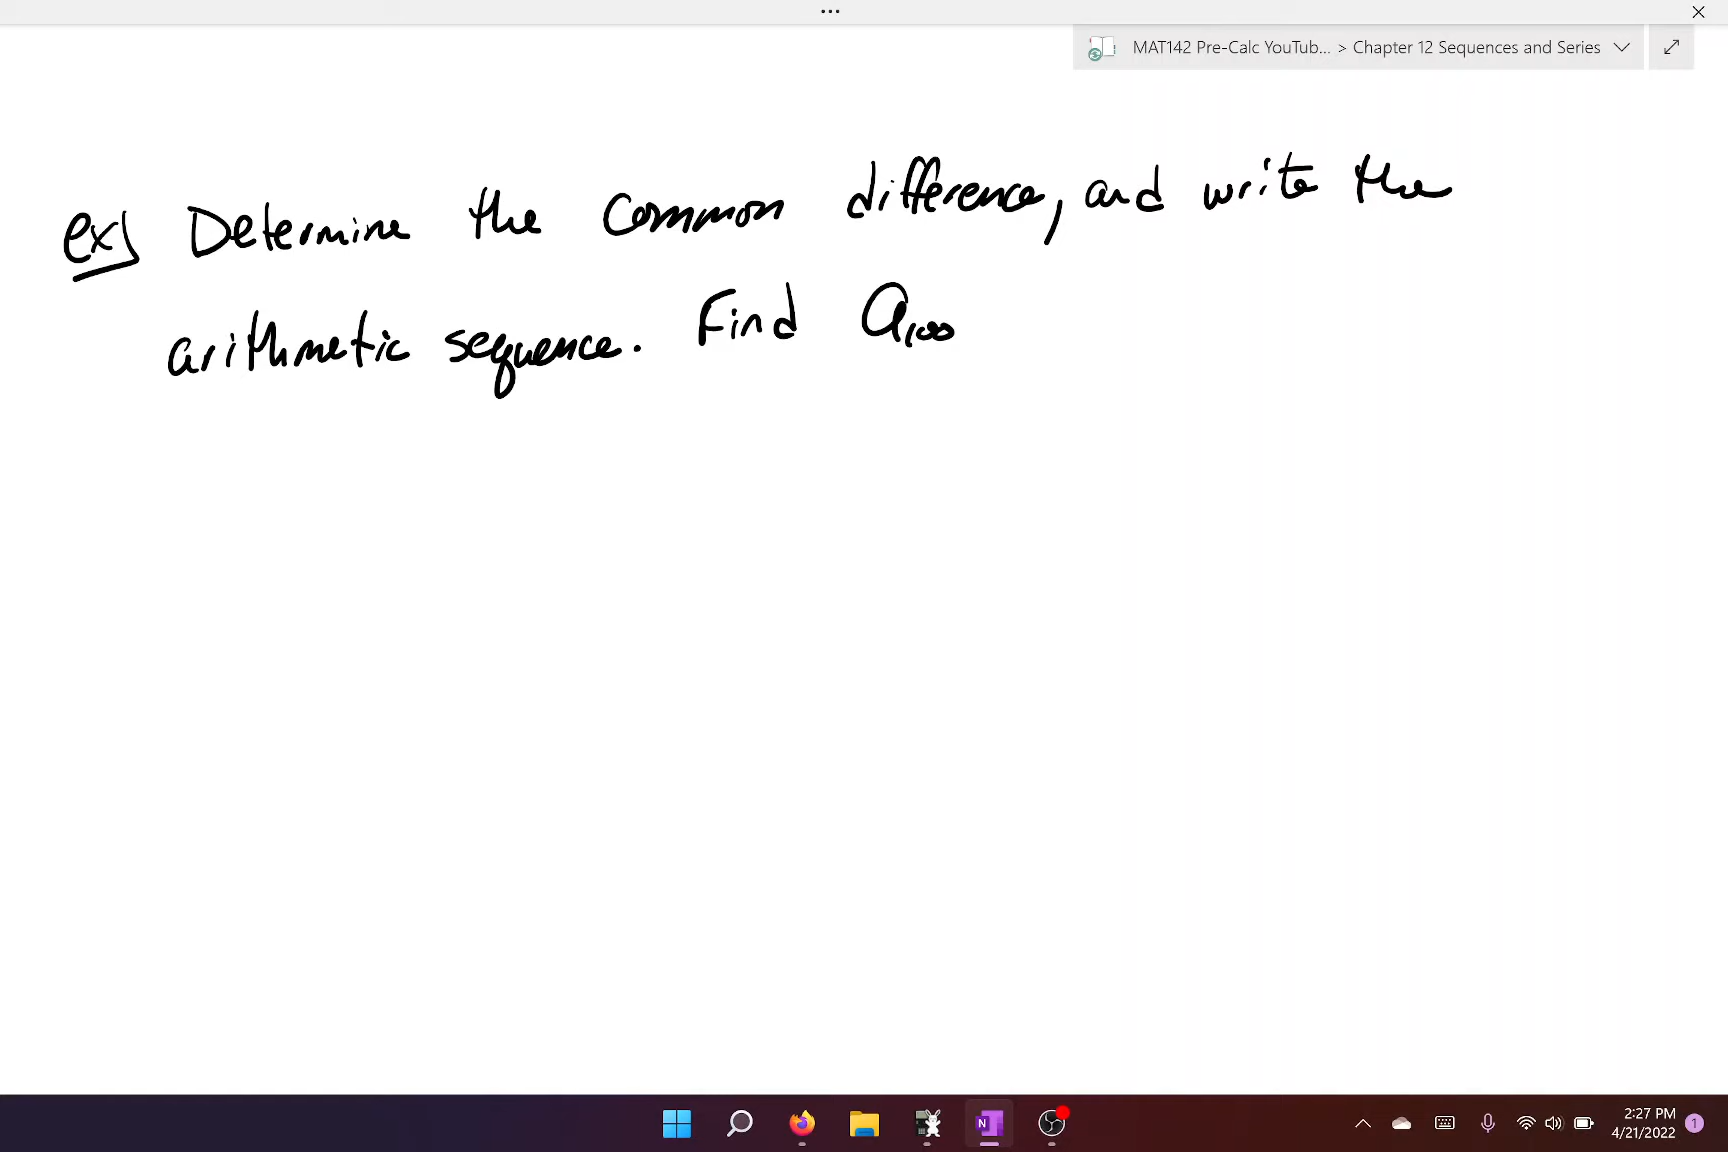 MAT142 Pre-Calc YouTub... > Chapter 12 Sequences and Series
ex) Determine the common difference, and write the
arithmetic sequence. Find a₁₀₀
2:27 PM
4/21/2022
1